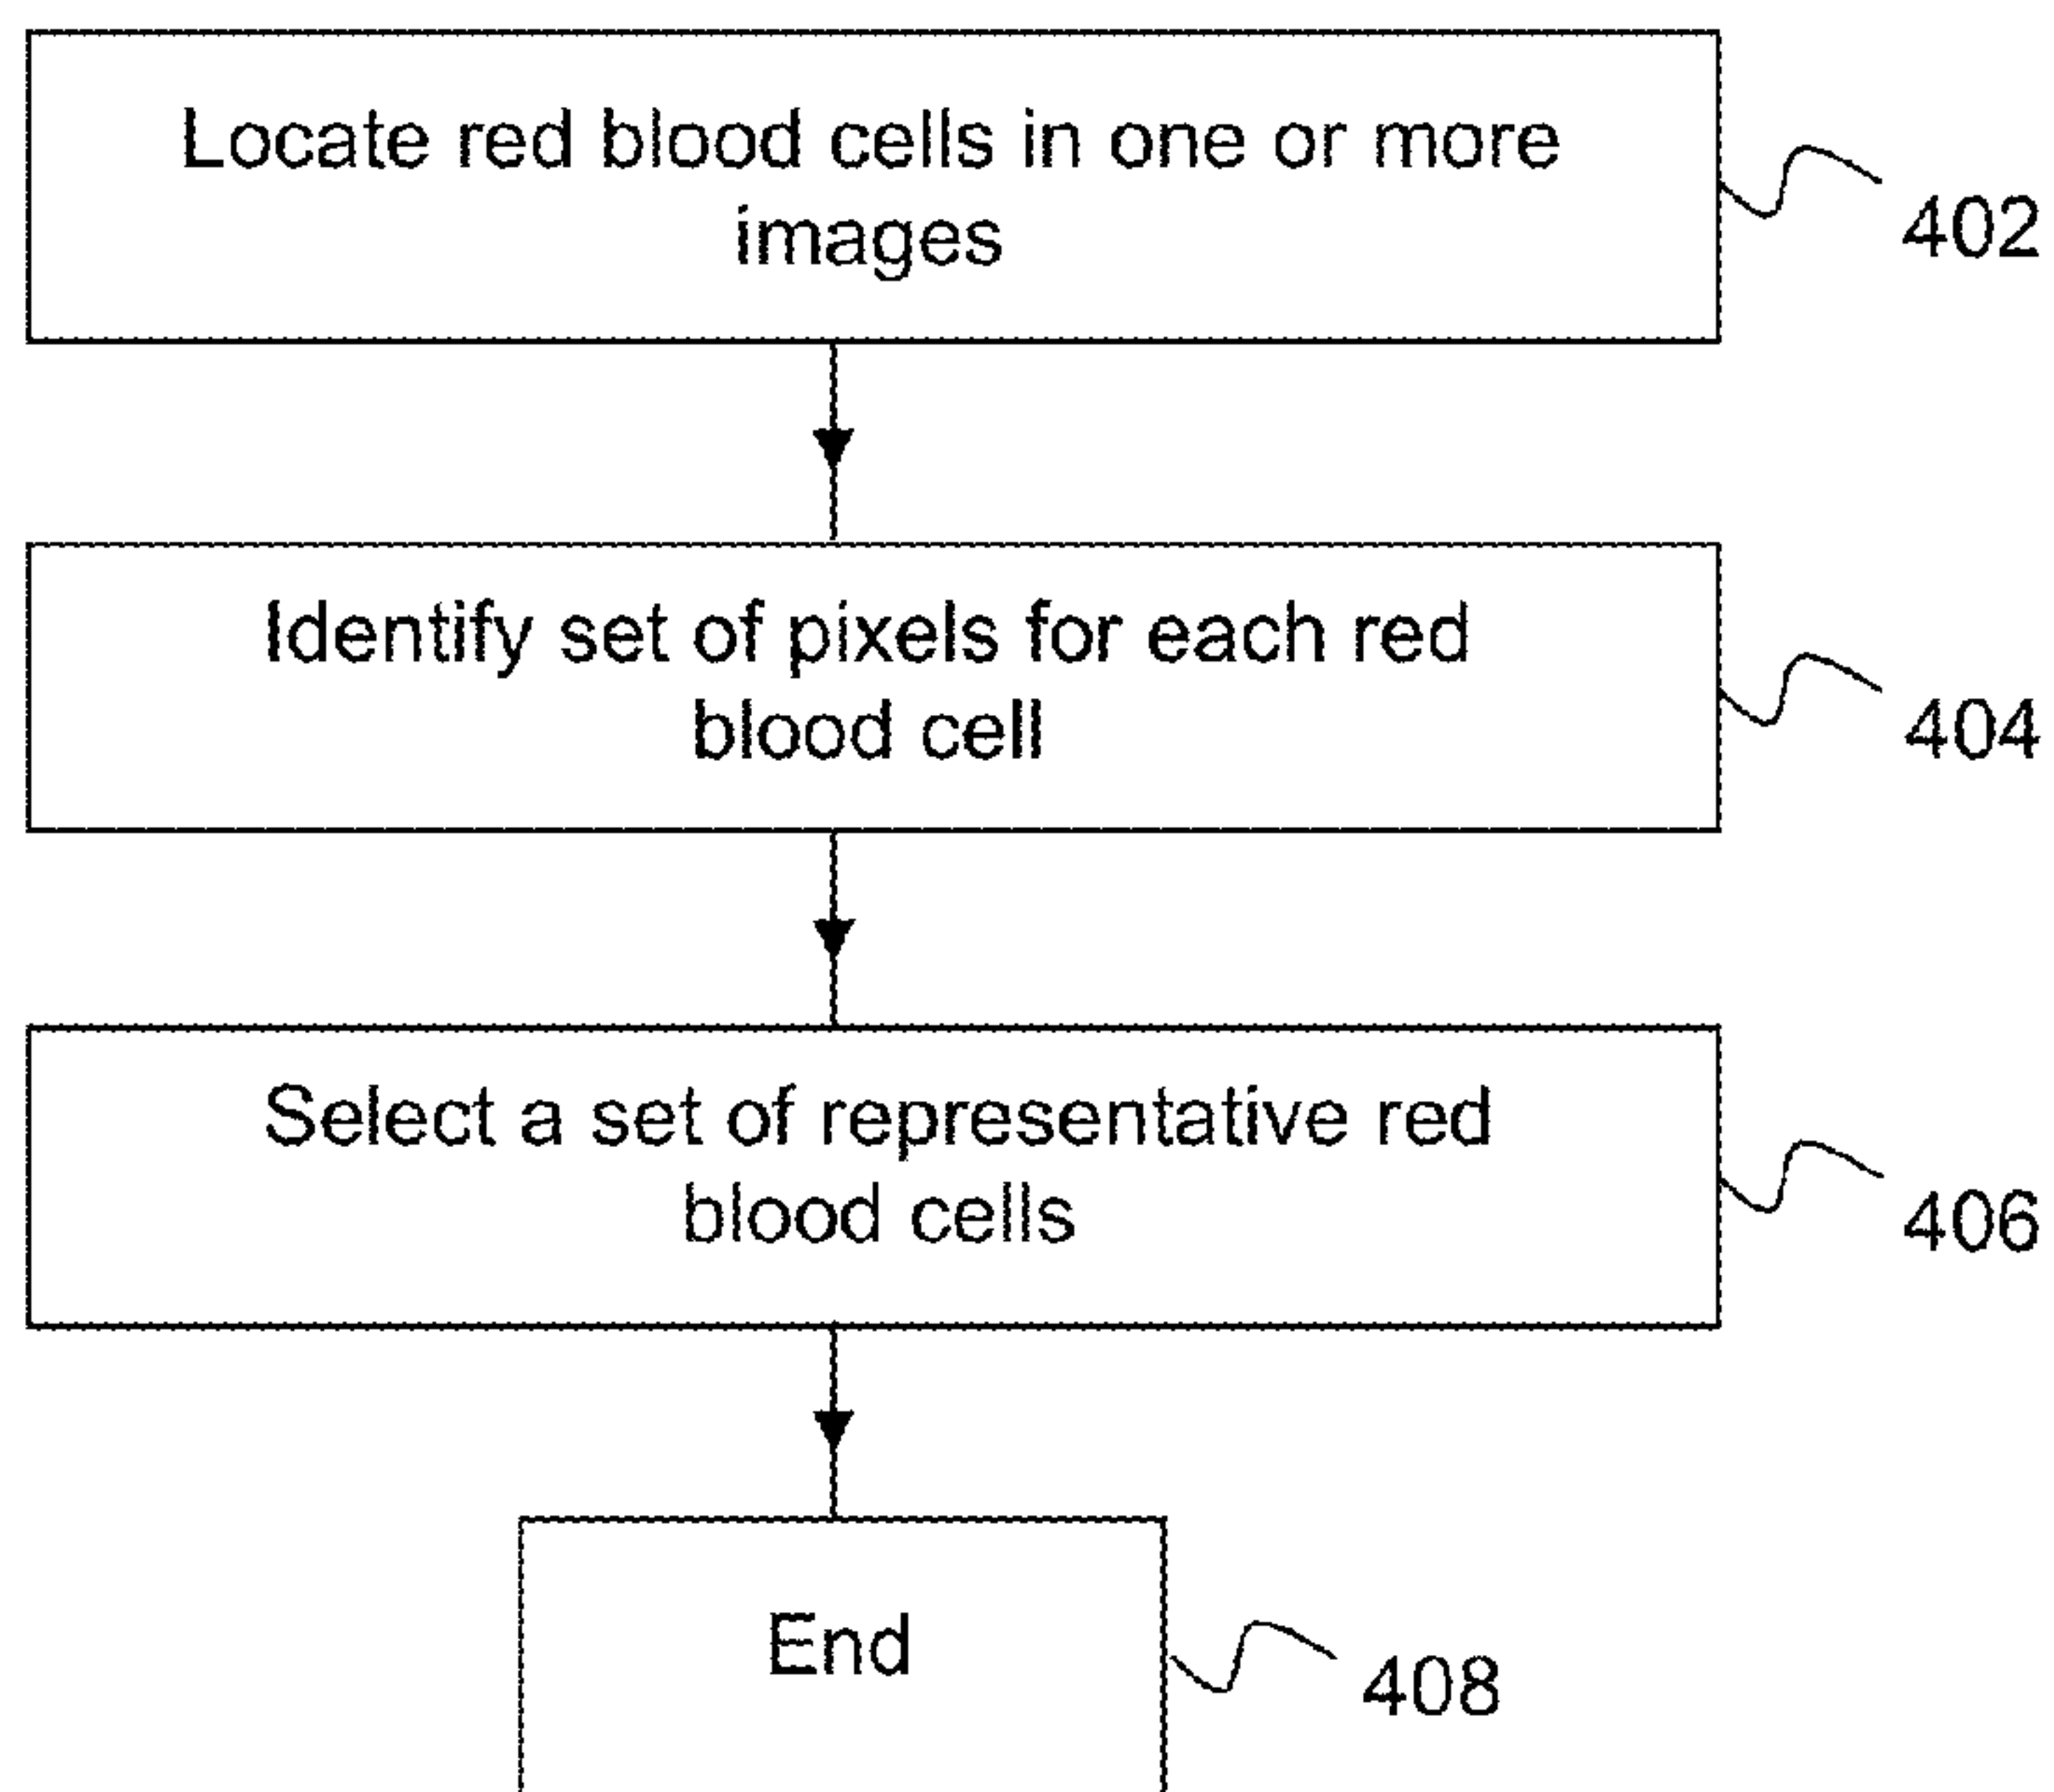 Locate red blood cells in one or more
images
402
Identify set of pixels for each red
blood cell
404
Select a set of representative red
blood cells
406
End
408